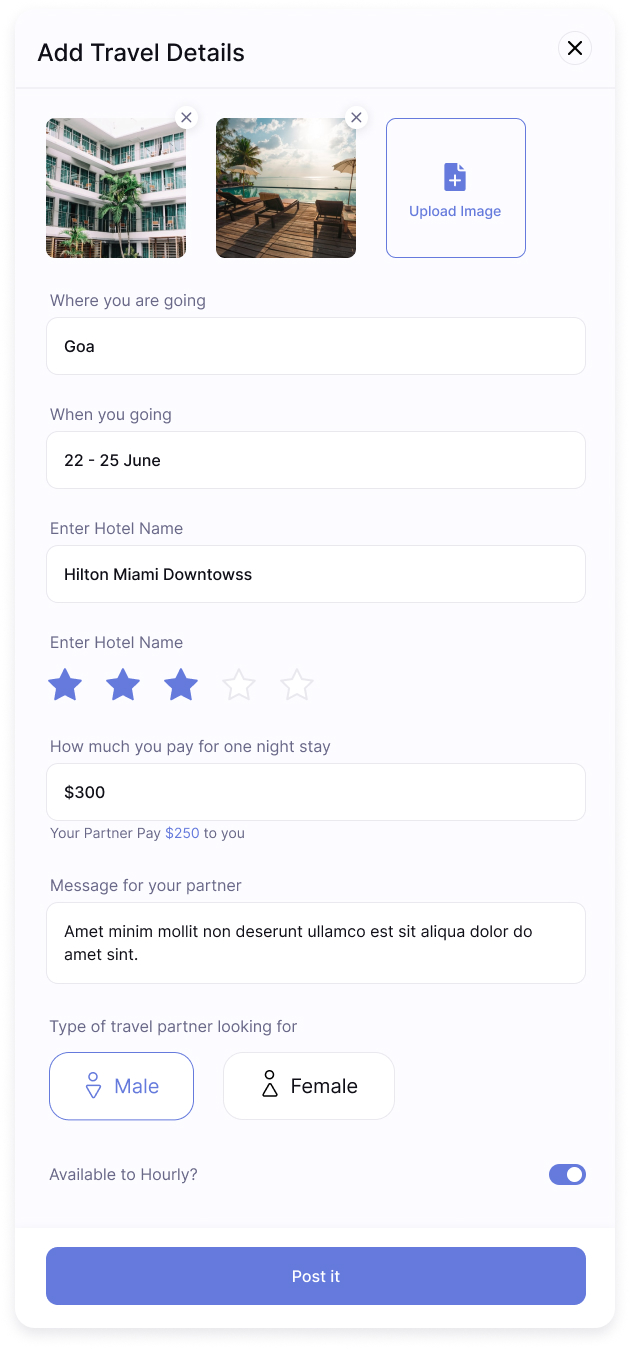 Add Travel Details
Upload Image
Where you are going
Goa
When you going
22 - 25 June
Enter Hotel Name
Hilton Miami Downtowss
Enter Hotel Name
How much you pay for one night stay
$300
Your Partner Pay $250 to you
Message for your partner
Amet minim mollit non deserunt ullamco est sit aliqua dolor do
amet sint.
Type of travel partner looking for
Male
Female
Available to Hourly?
Post it